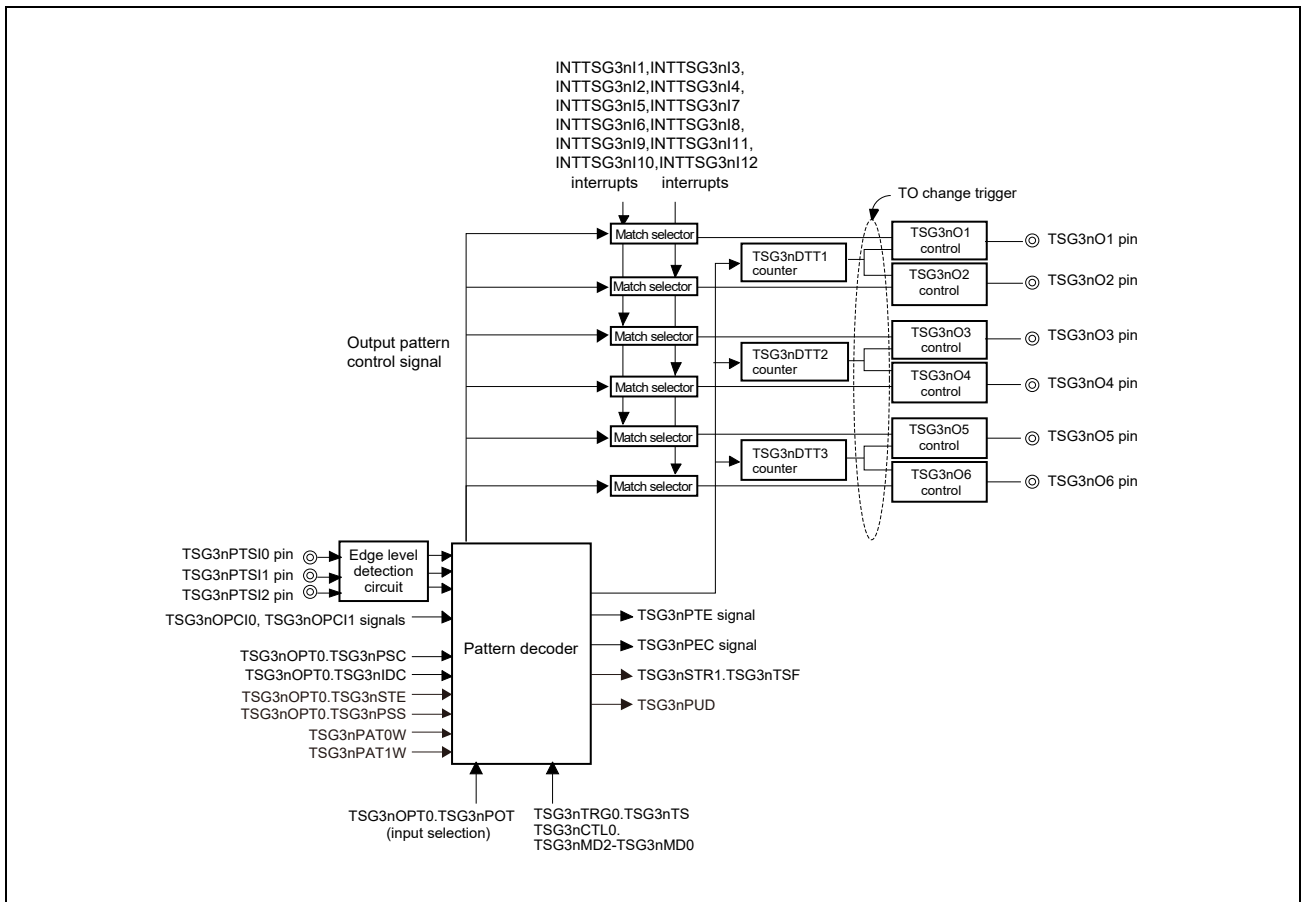 INTTSG3nI1,INTTSG3nI3,
INTTSG3nI2,INTTSG3nI4,
INTTSG3nI5,INTTSG3nI7
INTTSG3nI6,INTTSG3nI8,
INTTSG3nI9,INTTSG3nI11,
INTTSG3nI10,INTTSG3nI12
interrupts interrupts
TO change trigger
Match selector
TSG3nO1
control
TSG3nO1 pin
TSG3nDTT1
counter
Match selector
TSG3nO2
control
TSG3nO2 pin
Output pattern
control signal
Match selector
TSG3nO3
control
TSG3nO3 pin
TSG3nDTT2
counter
Match selector
TSG3nO4
control
TSG3nO4 pin
Match selector
TSG3nO5
control
TSG3nO5 pin
TSG3nDTT3
counter
Match selector
TSG3nO6
control
TSG3nO6 pin
TSG3nPTSI0 pin
TSG3nPTSI1 pin
TSG3nPTSI2 pin
Edge level
detection
circuit
TSG3nOPCI0, TSG3nOPCI1 signals
TSG3nOPT0.TSG3nPSC
TSG3nOPT0.TSG3nIDC
TSG3nOPT0.TSG3nSTE
TSG3nOPT0.TSG3nPSS
TSG3nPAT0W
TSG3nPAT1W
Pattern decoder
TSG3nPTE signal
TSG3nPEC signal
TSG3nSTR1.TSG3nTSF
TSG3nPUD
TSG3nOPT0.TSG3nPOT
(input selection)
TSG3nTRG0.TSG3nTS
TSG3nCTL0.
TSG3nMD2-TSG3nMD0